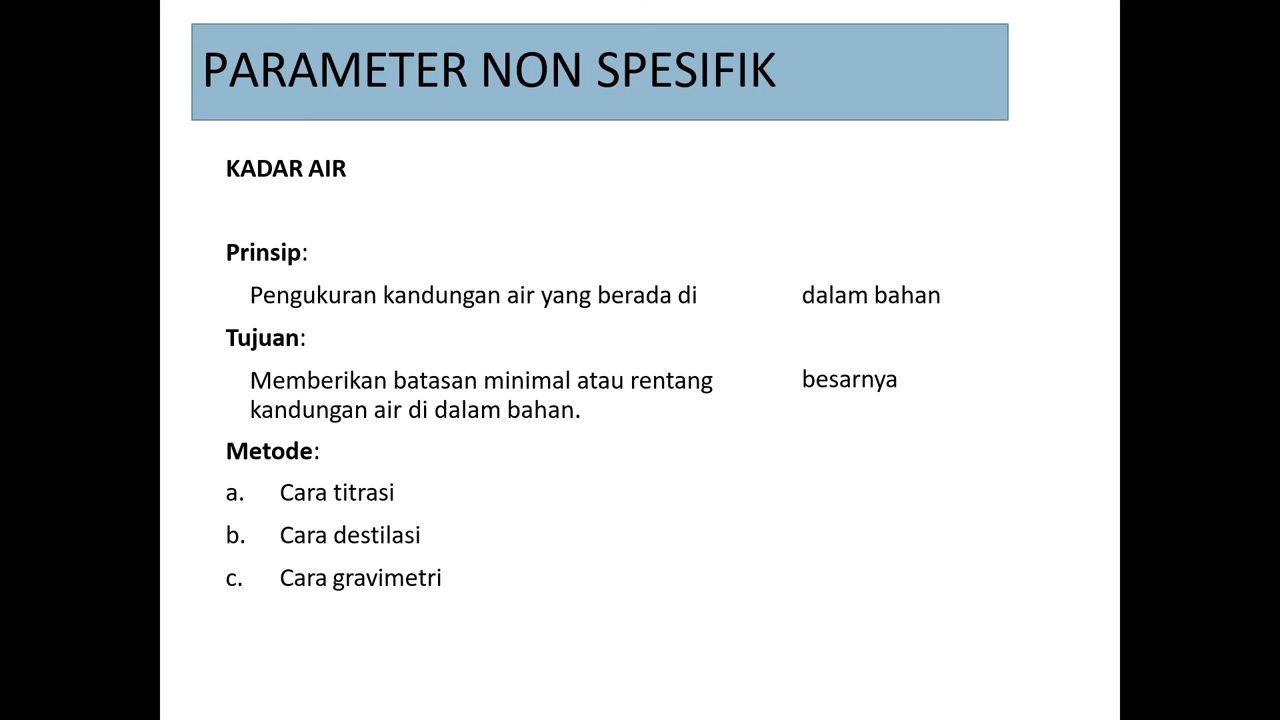 PARAMETER NON SPESIFIK
KADAR AIR
Prinsip:
Pengukuran kandungan air yang berada di dalam bahan
Tujuan:
Memberikan batasan minimal atau rentang besarnya
kandungan air di dalam bahan.
Metode:
a. Cara titrasi
b. Cara destilasi
c. Cara gravimetri